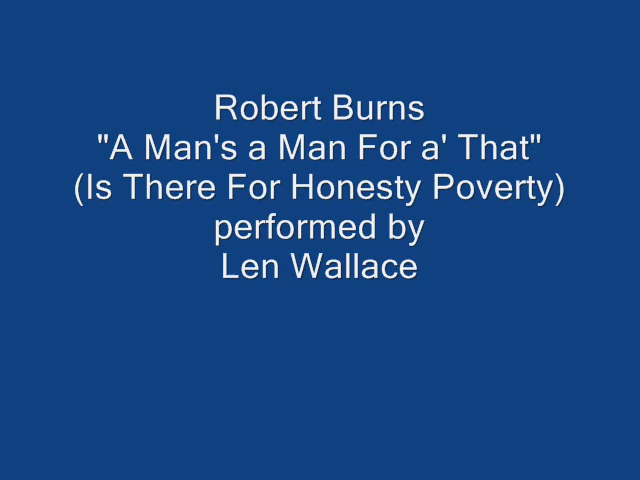 Robert Burns
"A Man's a Man For a' That"
(Is There For Honesty Poverty)
performed by
Len Wallace